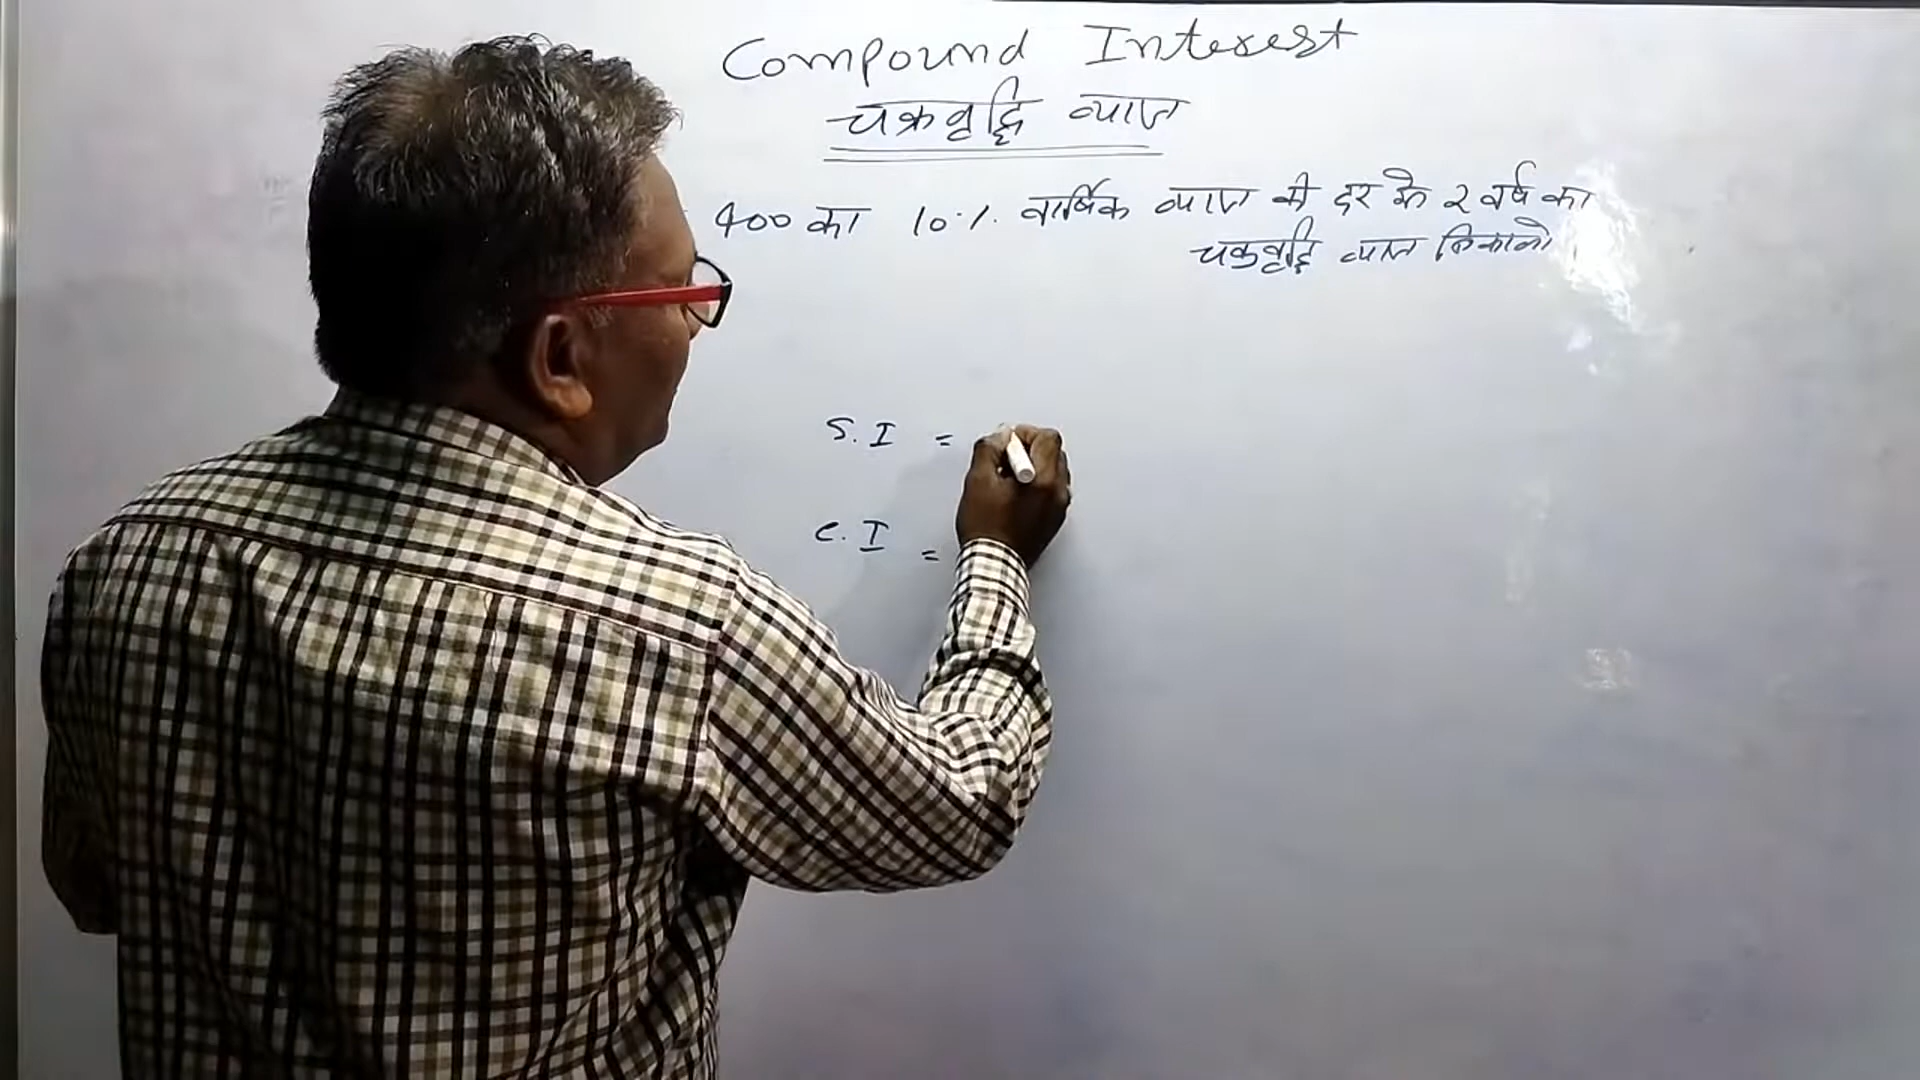 Compound Interest
चक्रवृद्धि ब्याज
400 का 10% वार्षिक ब्याज की दर से 2 वर्ष का
चक्रवृद्धि ब्याज निकालो
S.I =
C.I =